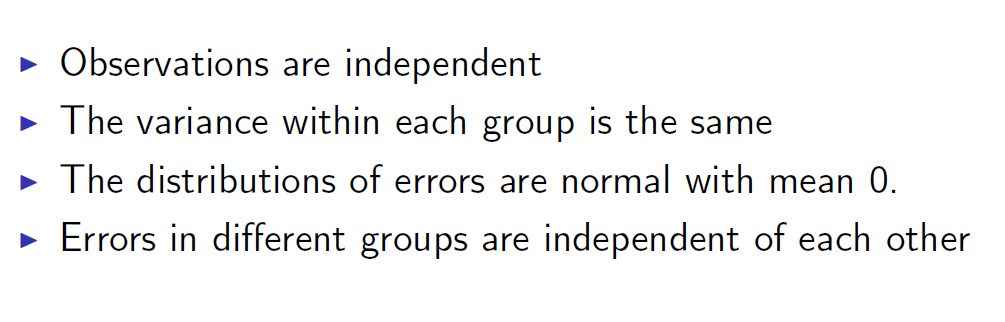 ▶ Observations are independent
▶ The variance within each group is the same
▶ The distributions of errors are normal with mean 0.
▶ Errors in different groups are independent of each other